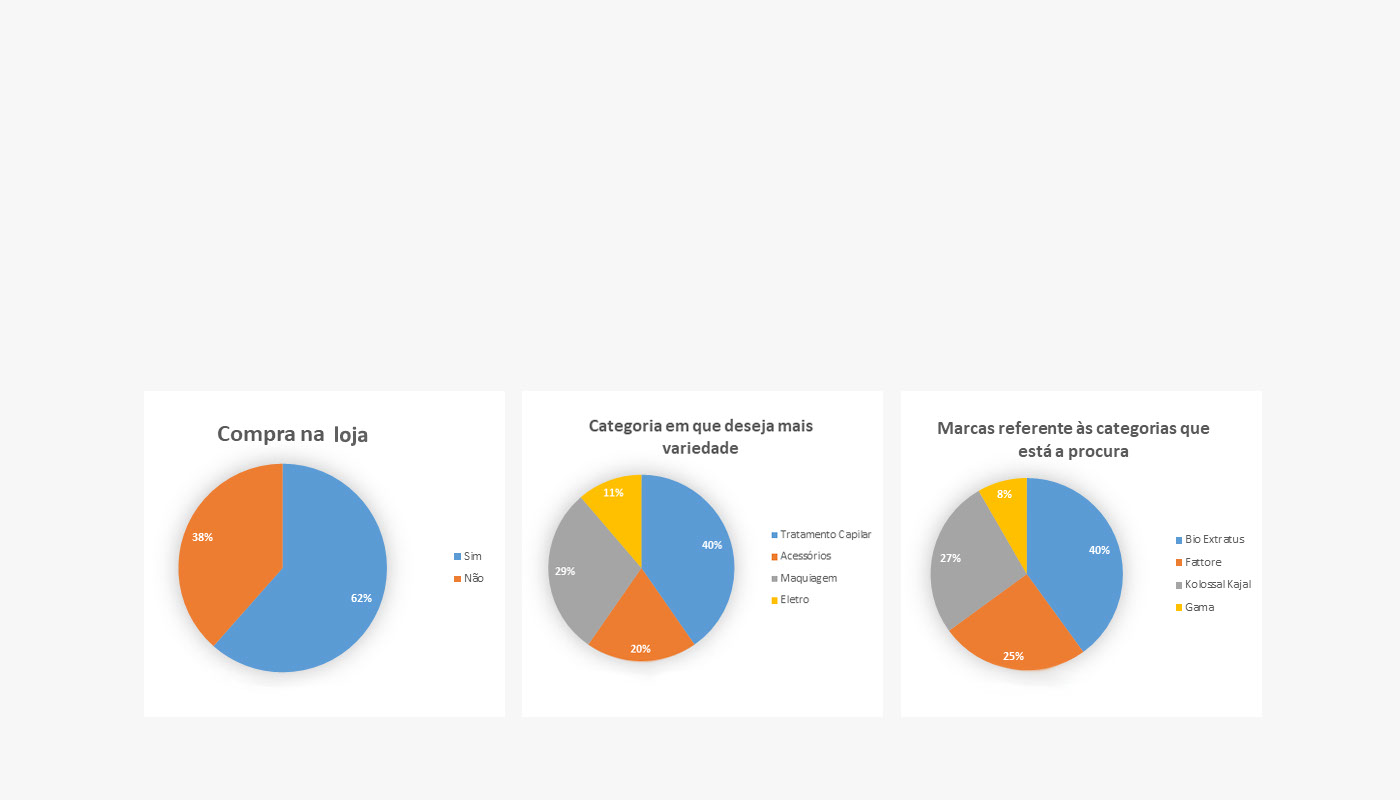 Compra na loja
38%
62%
Sim
Não
Categoria em que deseja mais
variedade
11%
40%
29%
20%
Tratamento Capilar
Acessórios
Maquiagem
Eletro
Marcas referente às categorias que
está a procura
8%
40%
27%
25%
Bio Extratus
Fattore
Kolossal Kajal
Gama